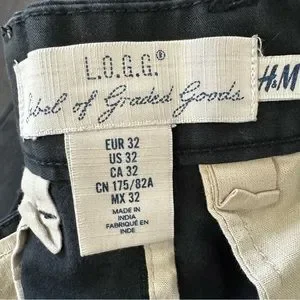 L.O.G.G.®
label of Graded Goods
H&M
EUR 32
US 32
CA 32
CN 175/82A
MX 32
MADE IN
INDIA
FABRIQUÉ EN
INDE